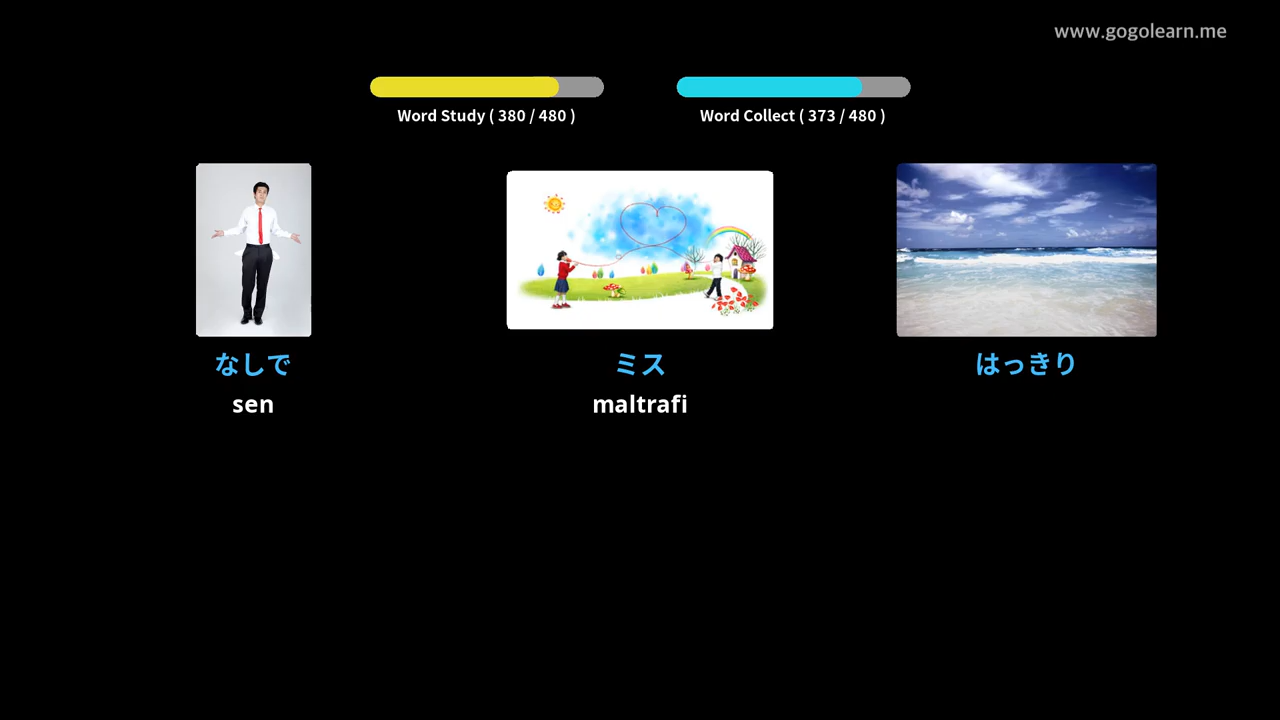 www.gogolearn.me
Word Study ( 380 / 480 )
Word Collect ( 373 / 480 )
なしで
ミス
はっきり
sen
maltrafi